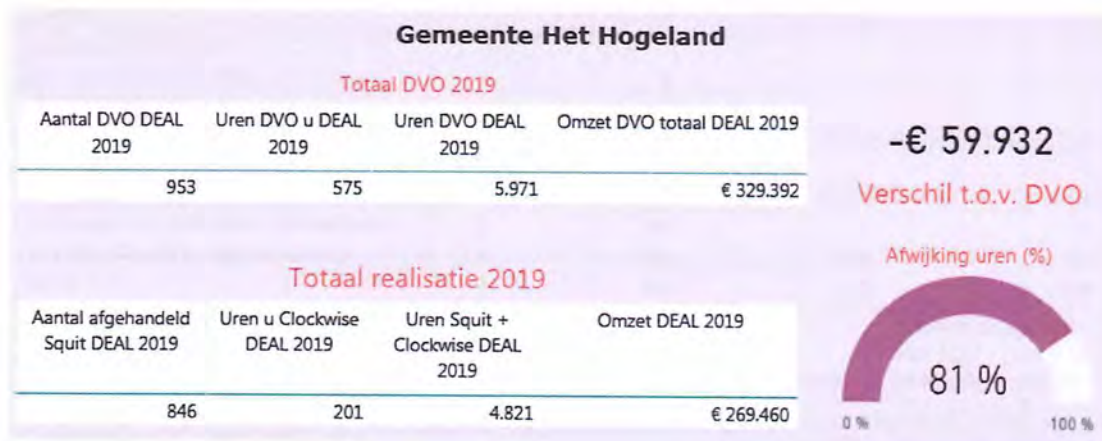 Gemeente Het Hogeland
Totaal DVO 2019
Aantal DVO DEAL 2019 Uren DVO u DEAL 2019 Uren DVO DEAL 2019 Omzet DVO totaal DEAL 2019
953 575 5.971 € 329.392
-€ 59.932
Verschil t.o.v. DVO
Totaal realisatie 2019
Aantal afgehandeld Squit DEAL 2019 Uren u Clockwise DEAL 2019 Uren Squit + Clockwise DEAL 2019 Omzet DEAL 2019
846 201 4.821 € 269.460
Afwijking uren (%)
81 %
0 % 100 %